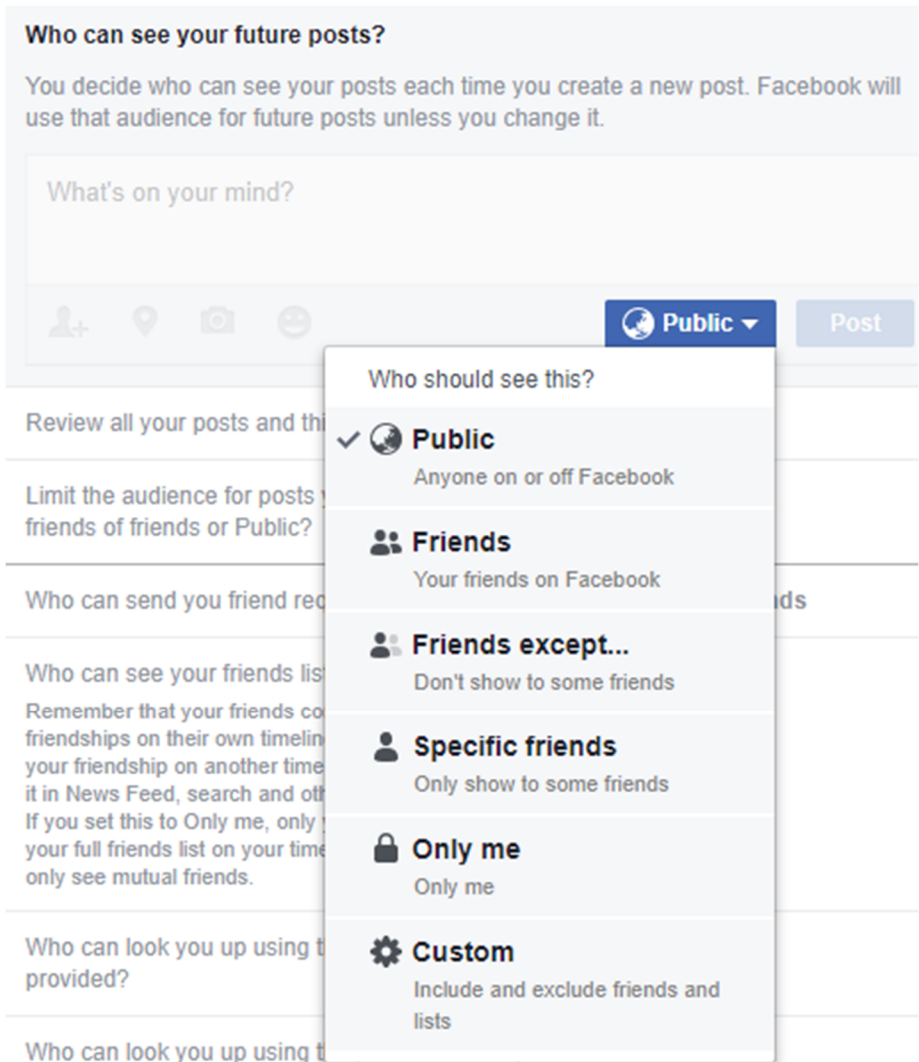 Who can see your future posts?
You decide who can see your posts each time you create a new post. Facebook will
use that audience for future posts unless you change it.
What's on your mind?
Public
Post
Who should see this?
Public
Anyone on or off Facebook
Friends
Your friends on Facebook
Friends except...
Don't show to some friends
Specific friends
Only show to some friends
Only me
Only me
Custom
Include and exclude friends and
lists
Review all your posts and thi
Limit the audience for posts
friends of friends or Public?
Who can send you friend req
ds
Who can see your friends list
Remember that your friends co
friendships on their own timelin
your friendship on another time
it in News Feed, search and oth
If you set this to Only me, only
your full friends list on your time
only see mutual friends.
Who can look you up using t
provided?
Who can look you up using t